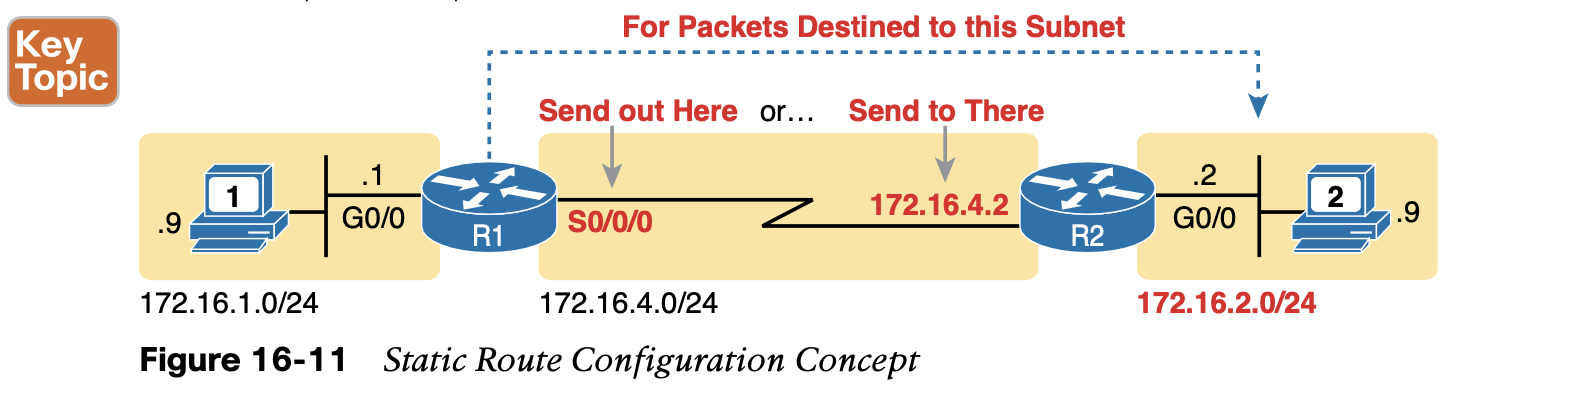 Key
Topic
For Packets Destined to this Subnet
Send out Here or... Send to There
1
.9
.1
G0/0
R1
S0/0/0
172.16.4.2
R2
.2
G0/0
2
.9
172.16.1.0/24
172.16.4.0/24
172.16.2.0/24
Figure 16-11 Static Route Configuration Concept